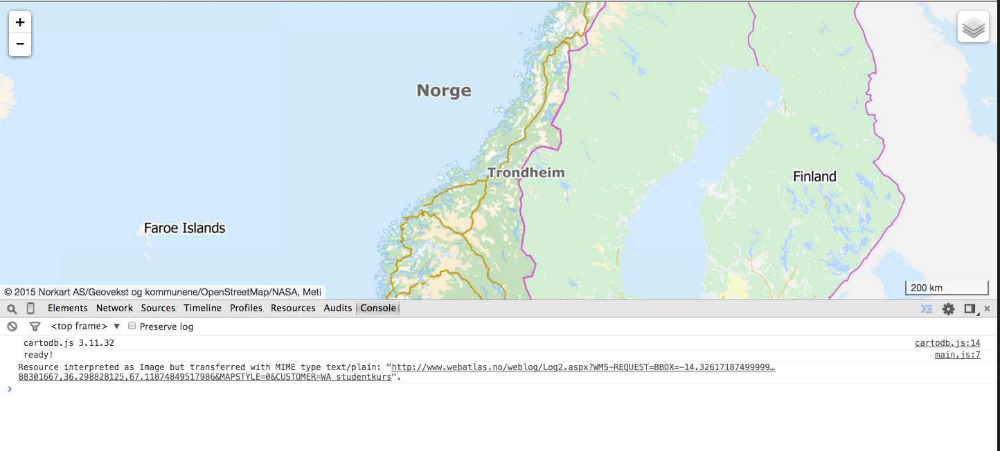 +
−
Norge
Trondheim
Finland
Faroe Islands
© 2015 Norkart AS/Geovekst og kommunene/OpenStreetMap/NASA, Meti
200 km
Elements Network Sources Timeline Profiles Resources Audits Console
<top frame> ▼ Preserve log
cartodb.js 3.11.32 cartodb.js:14
ready! main.js:7
Resource interpreted as Image but transferred with MIME type text/plain: "http://www.webatlas.no/weblog/Log2.aspx?WMS-REQUEST=BBOX=-14.32617187499999…
88301667,36.298828125,67.11874849517986&MAPSTYLE=0&CUSTOMER=WA_studentkurs".